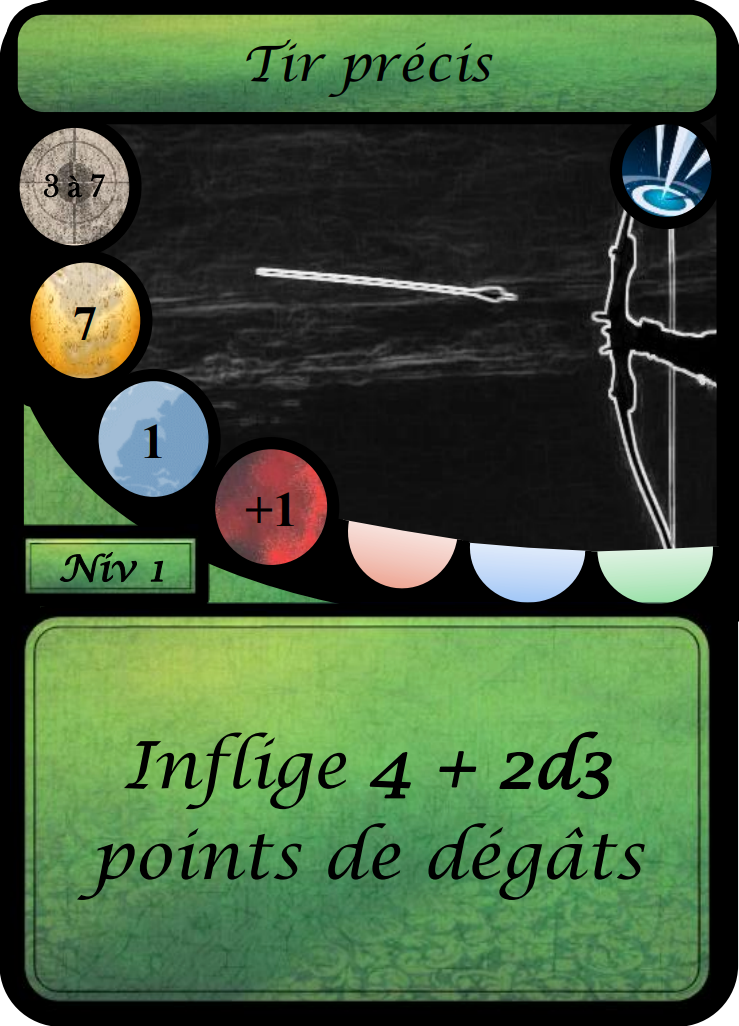 Tir précis
3 à 7
7
1
+1
Niv 1
Inflige 4 + 2d3
points de dégâts